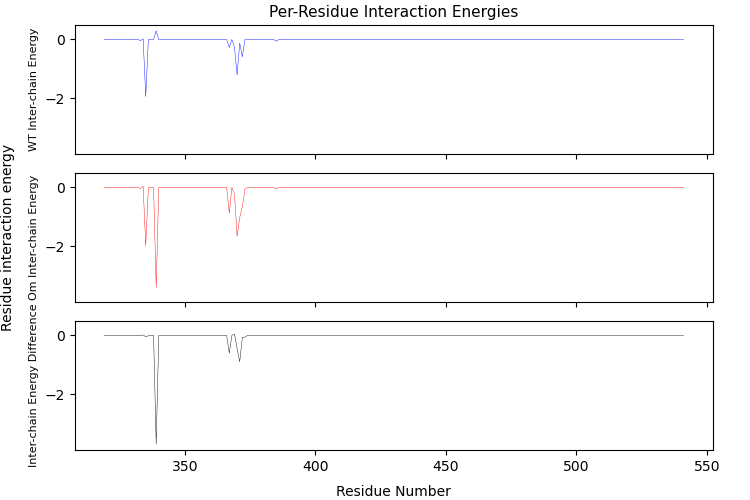 Per-Residue Interaction Energies
Residue interaction energy
WT Inter-chain Energy
0
−2
Om Inter-chain Energy
0
−2
Inter-chain Energy Difference
0
−2
350
400
450
500
550
Residue Number